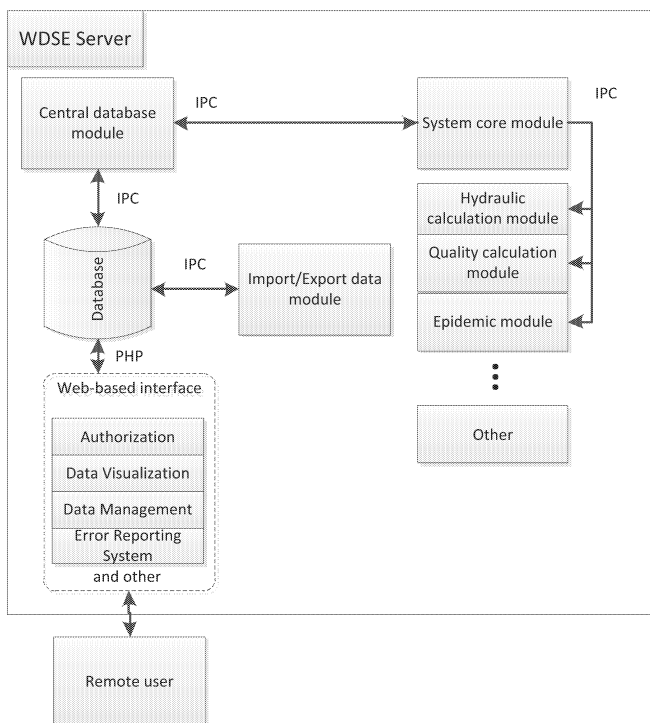 WDSE Server
Central database
module
IPC
System core module
IPC
IPC
Hydraulic
calculation module
Quality calculation
module
Epidemic module
Other
Database
IPC
Import/Export data
module
PHP
Web-based interface
Authorization
Data Visualization
Data Management
Error Reporting
System
and other
Remote user